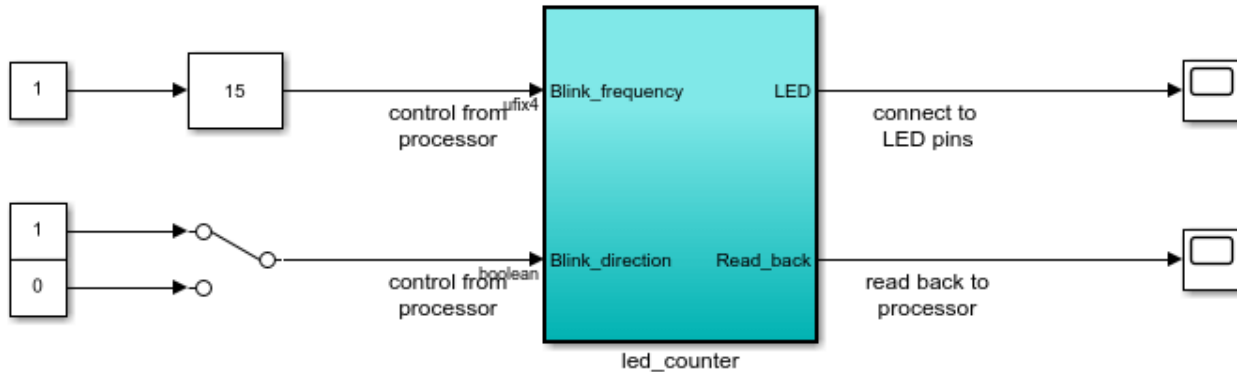 1
15
control from
processor
ufix4
Blink_frequency
LED
connect to
LED pins
1
0
control from
processor
boolean
Blink_direction
Read_back
read back to
processor
led_counter